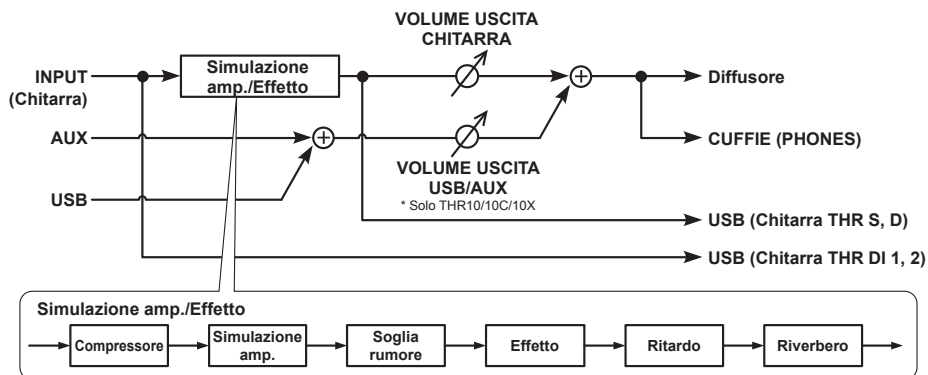 VOLUME USCITA
CHITARRA
INPUT
(Chitarra)
Simulazione
amp./Effetto
Diffusore
AUX
CUFFIE (PHONES)
USB
VOLUME USCITA
USB/AUX
* Solo THR10/10C/10X
USB (Chitarra THR S, D)
USB (Chitarra THR DI 1, 2)
Simulazione amp./Effetto
Compressore
Simulazione
amp.
Soglia
rumore
Effetto
Ritardo
Riverbero